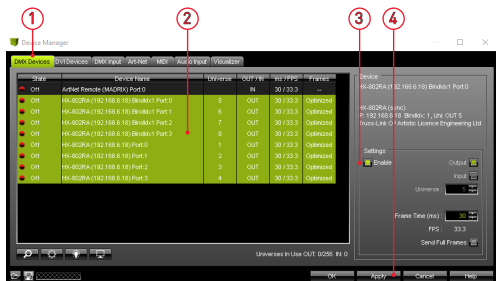 1
2
3
4
Device Manager
DMX Devices DVI Devices DMX Input Art-Net MIDI Audio Input Visualizer
State Device Name Universe OUT / IN ms / FPS Frames
Off ArtNet Remote (MADRIX) Port:0 IN 30 / 33.3 --
Off HX-802RA (192.168.6.18) BindIdx1 Port:0 5 OUT 30 / 33.3 Optimized
Off HX-802RA (192.168.6.18) BindIdx1 Port:1 6 OUT 30 / 33.3 Optimized
Off HX-802RA (192.168.6.18) BindIdx1 Port:2 7 OUT 30 / 33.3 Optimized
Off HX-802RA (192.168.6.18) BindIdx1 Port:3 8 OUT 30 / 33.3 Optimized
Off HX-802RA (192.168.6.18) Port:0 1 OUT 30 / 33.3 Optimized
Off HX-802RA (192.168.6.18) Port:1 2 OUT 30 / 33.3 Optimized
Off HX-802RA (192.168.6.18) Port:2 3 OUT 30 / 33.3 Optimized
Off HX-802RA (192.168.6.18) Port:3 4 OUT 30 / 33.3 Optimized
Universes In Use OUT: 0/256 IN: 0
Device
HX-802RA (192.168.6.18) BindIdx1 Port:0
HX-802RA (sync)
IP: 192.168.6.18 BindIdx: 1, Uni: OUT 5
Truss-Link OP Artistic Licence Engineering Ltd
Settings
Enable Output
Input
Universe : 5
Frame Time (ms) : 30
FPS : 33.3
Send Full Frames
OK Apply Cancel Help